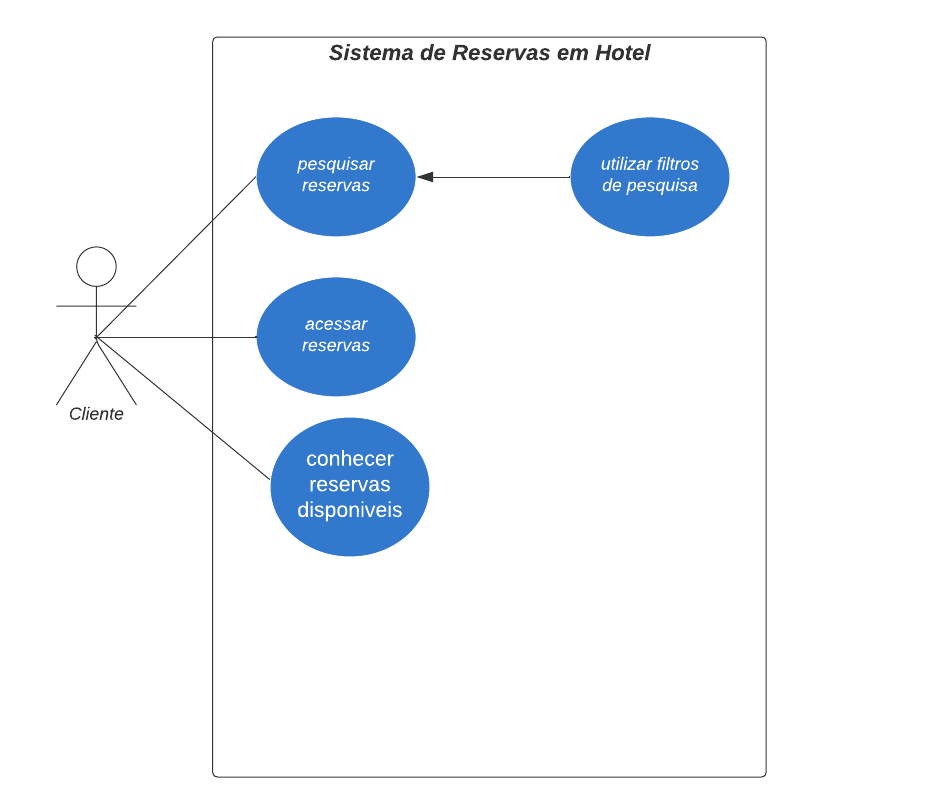 Sistema de Reservas em Hotel
pesquisar
reservas
utilizar filtros
de pesquisa
acessar
reservas
Cliente
conhecer
reservas
disponiveis